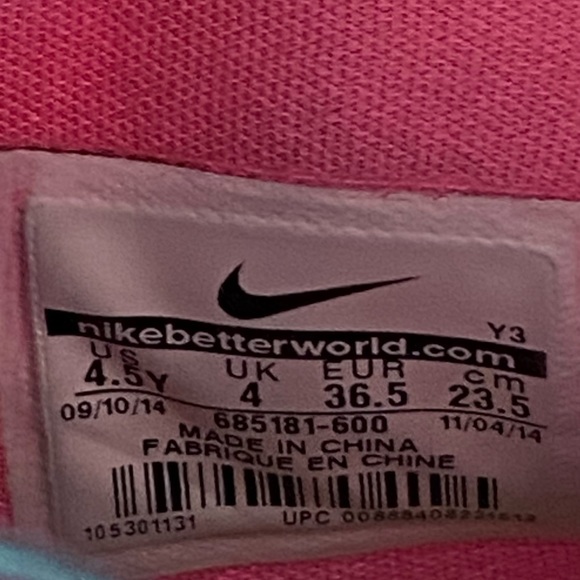 Y3
nikebetterworld.com
US UK EUR cm
4.5Y 4 36.5 23.5
09/10/14 685181-600 11/04/14
MADE IN CHINA
FABRIQUE EN CHINE
105301131 UPC